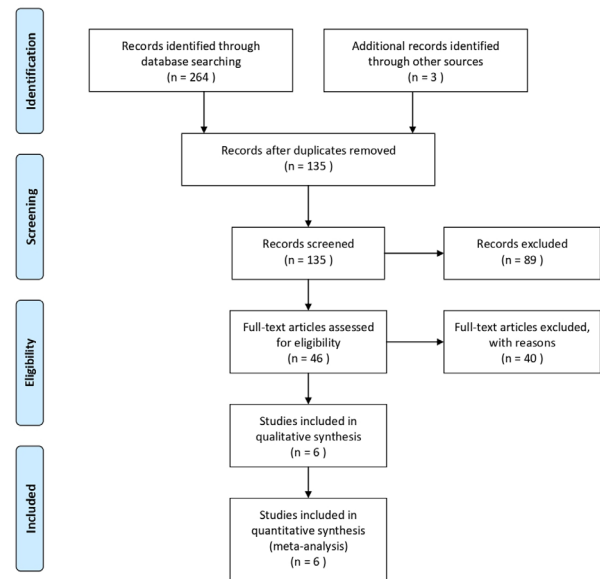 Identification
Records identified through
database searching
(n = 264 )
Additional records identified
through other sources
(n = 3 )
Records after duplicates removed
(n = 135 )
Screening
Records screened
(n = 135 )
Records excluded
(n = 89 )
Eligibility
Full-text articles assessed
for eligibility
(n = 46 )
Full-text articles excluded,
with reasons
(n = 40 )
Studies included in
qualitative synthesis
(n = 6 )
Included
Studies included in
quantitative synthesis
(meta-analysis)
(n = 6 )